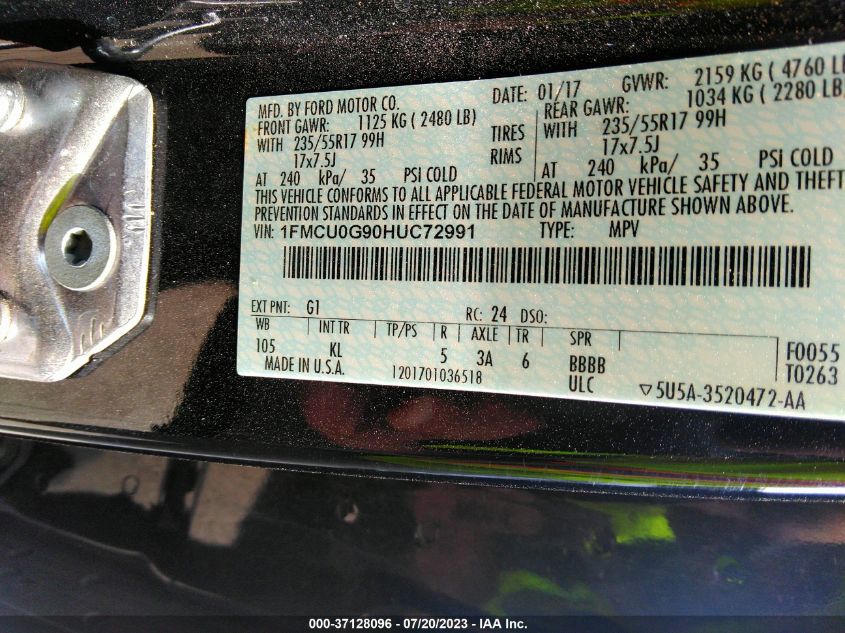 MFD. BY FORD MOTOR CO.
DATE: 01/17
GVWR: 2159 KG ( 4760 LB
FRONT GAWR: 1125 KG ( 2480 LB)
REAR GAWR: 1034 KG ( 2280 LB)
WITH 235/55R17 99H
TIRES
WITH 235/55R17 99H
17x7.5J
RIMS
17x7.5J
AT 240 kPa/ 35 PSI COLD
AT 240 kPa/ 35 PSI COLD
THIS VEHICLE CONFORMS TO ALL APPLICABLE FEDERAL MOTOR VEHICLE SAFETY AND THEFT
PREVENTION STANDARDS IN EFFECT ON THE DATE OF MANUFACTURE SHOWN ABOVE.
VIN: 1FMCU0G90HUC72991
TYPE: MPV
EXT PNT: G1
RC: 24 DSO:
WB INT TR TP/PS R AXLE TR SPR
105 KL 5 3A 6 BBBB
F0055
T0263
MADE IN U.S.A.
1201701036518
ULC
▽5U5A-3520472-AA
000-37128096 - 07/20/2023 - IAA Inc.